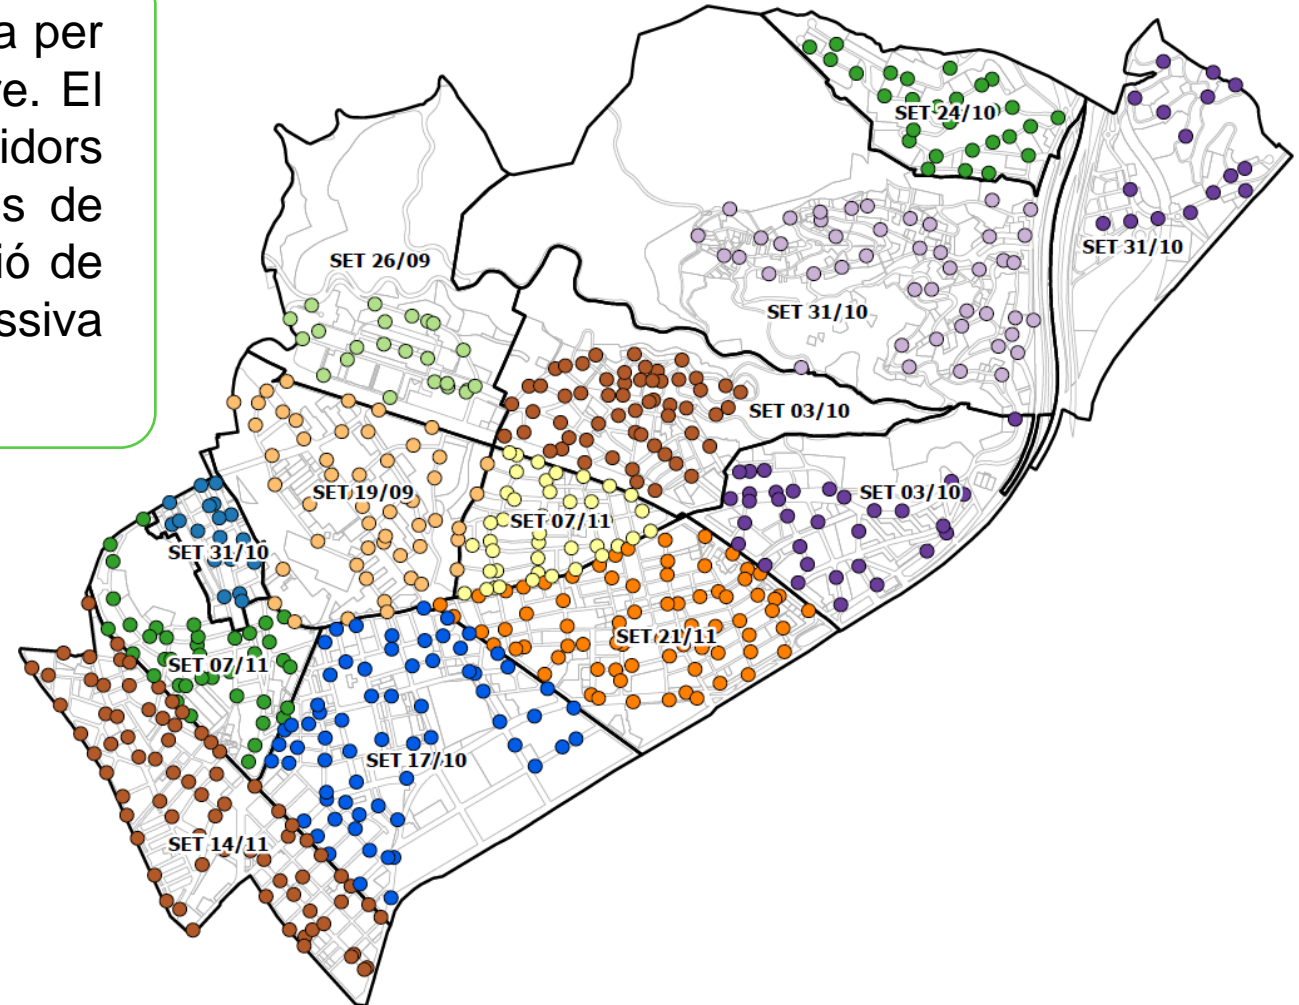 a per
e. El
idors
s de
ió de
ssiva
SET 24/10
SET 31/10
SET 26/09
SET 31/10
SET 03/10
SET 19/09
SET 03/10
SET 07/11
SET 31/10
SET 21/11
SET 07/11
SET 17/10
SET 14/11